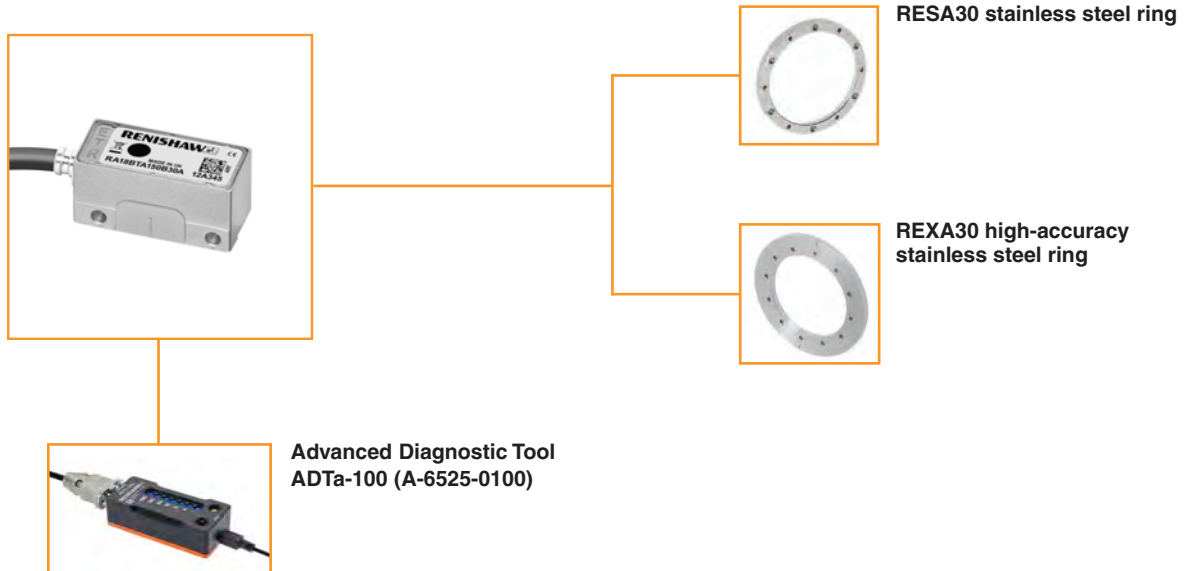 RESA30 stainless steel ring
RENISHAW
ETR
MADE IN UK
RA18BTA150B30A
12A345
REXA30 high-accuracy
stainless steel ring
Advanced Diagnostic Tool
ADTa-100 (A-6525-0100)